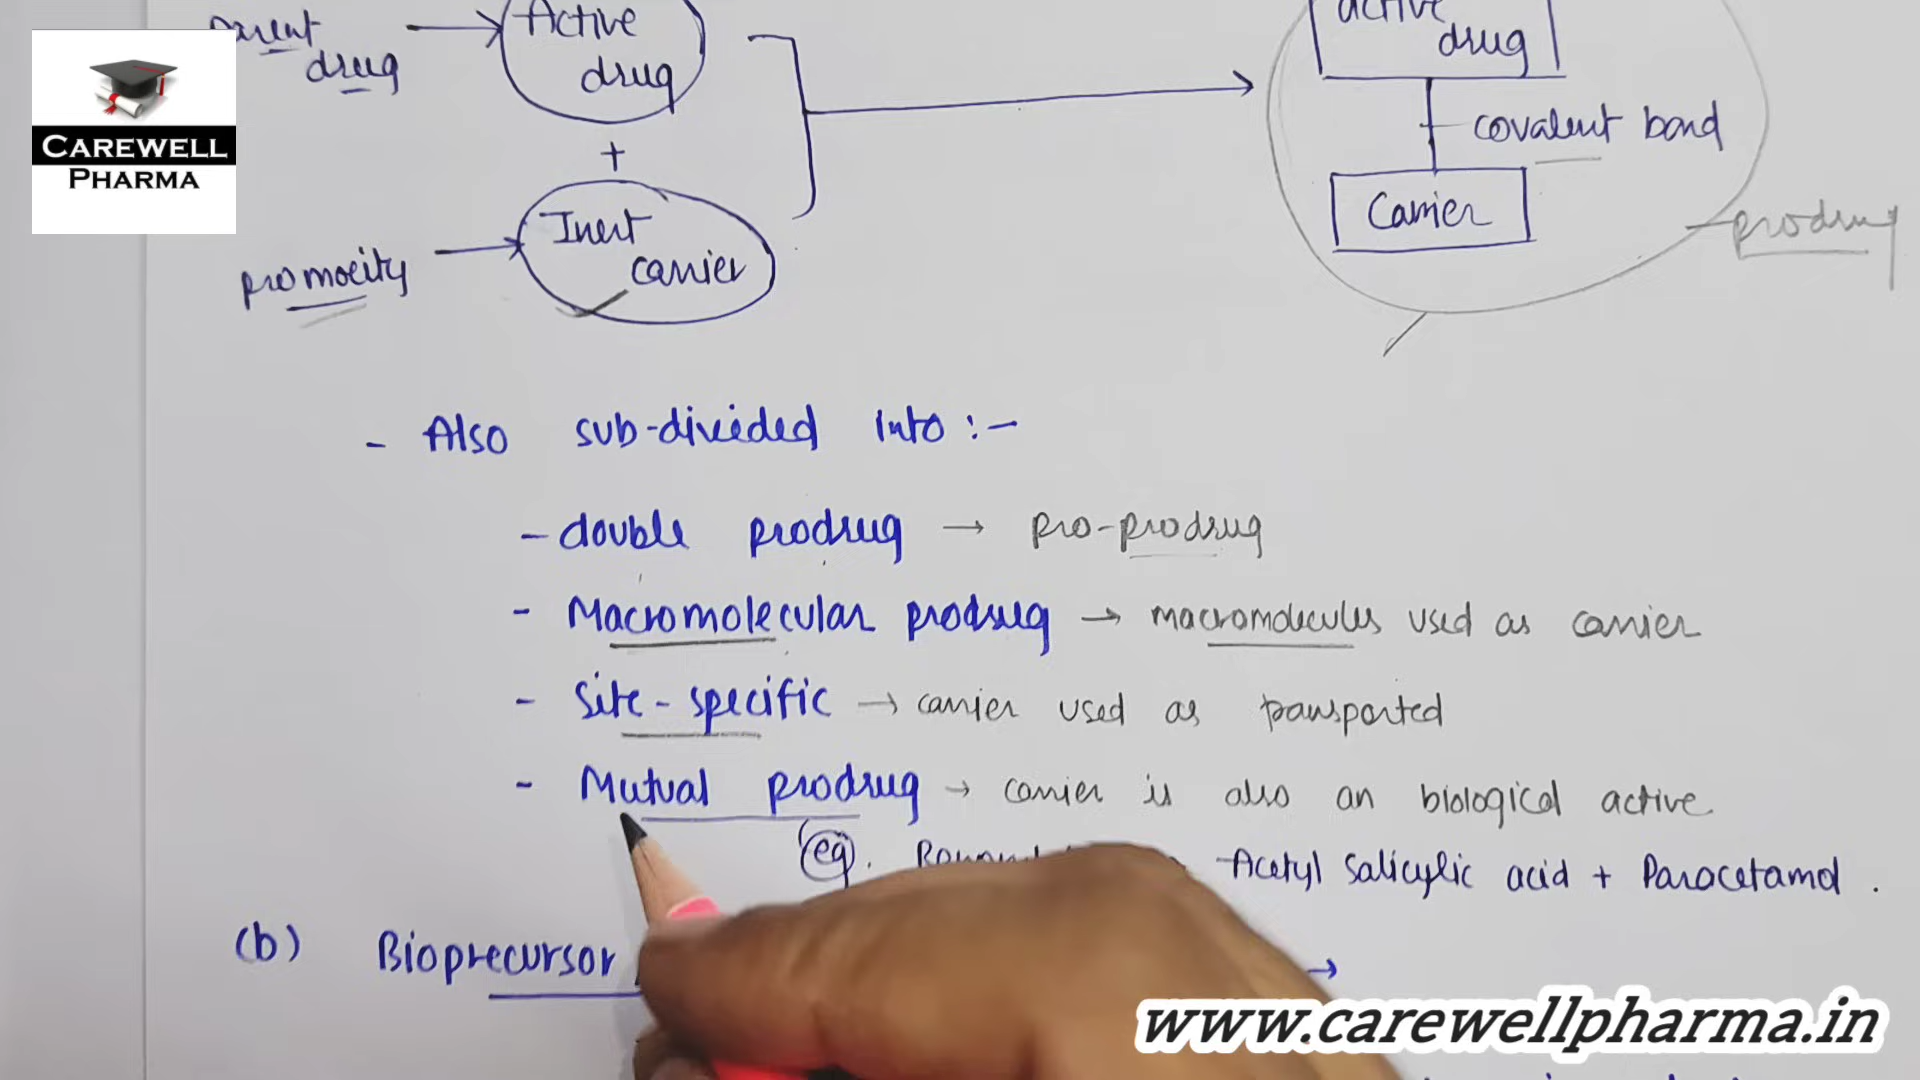 Parent drug → Active drug
+
promoeity → Inert carrier
active drug
covalent bond
Carrier
prodrug
CAREWELL
PHARMA
- Also sub-divided into :-
- double prodrug → pro-prodrug
- Macromolecular prodrug → macromolecules used as carrier
- Site-specific → carrier used as transported
- Mutual prodrug → carrier is also an biological active
eg. Acetyl Salicylic acid + Paracetamol .
(b) Bioprecursor →
www.carewellpharma.in